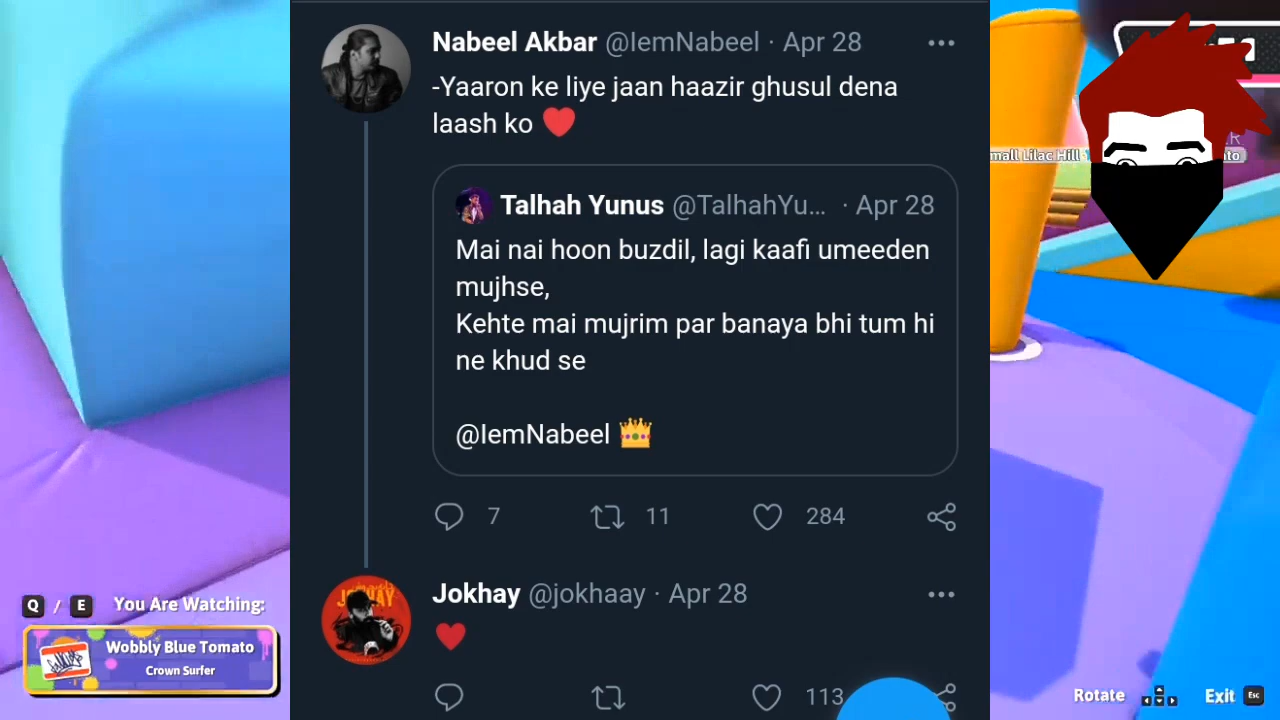 Nabeel Akbar @IemNabeel · Apr 28
-Yaaron ke liye jaan haazir ghusul dena
laash ko ❤️
Talhah Yunus @TalhahYu... · Apr 28
Mai nai hoon buzdil, lagi kaafi umeeden
mujhse,
Kehte mai mujrim par banaya bhi tum hi
ne khud se
@IemNabeel 👑
7 11 284
Jokhay @jokhaay · Apr 28
❤️
113
mall Lilac Hill
Q / E You Are Watching:
Wobbly Blue Tomato
Crown Surfer
Rotate Exit Esc